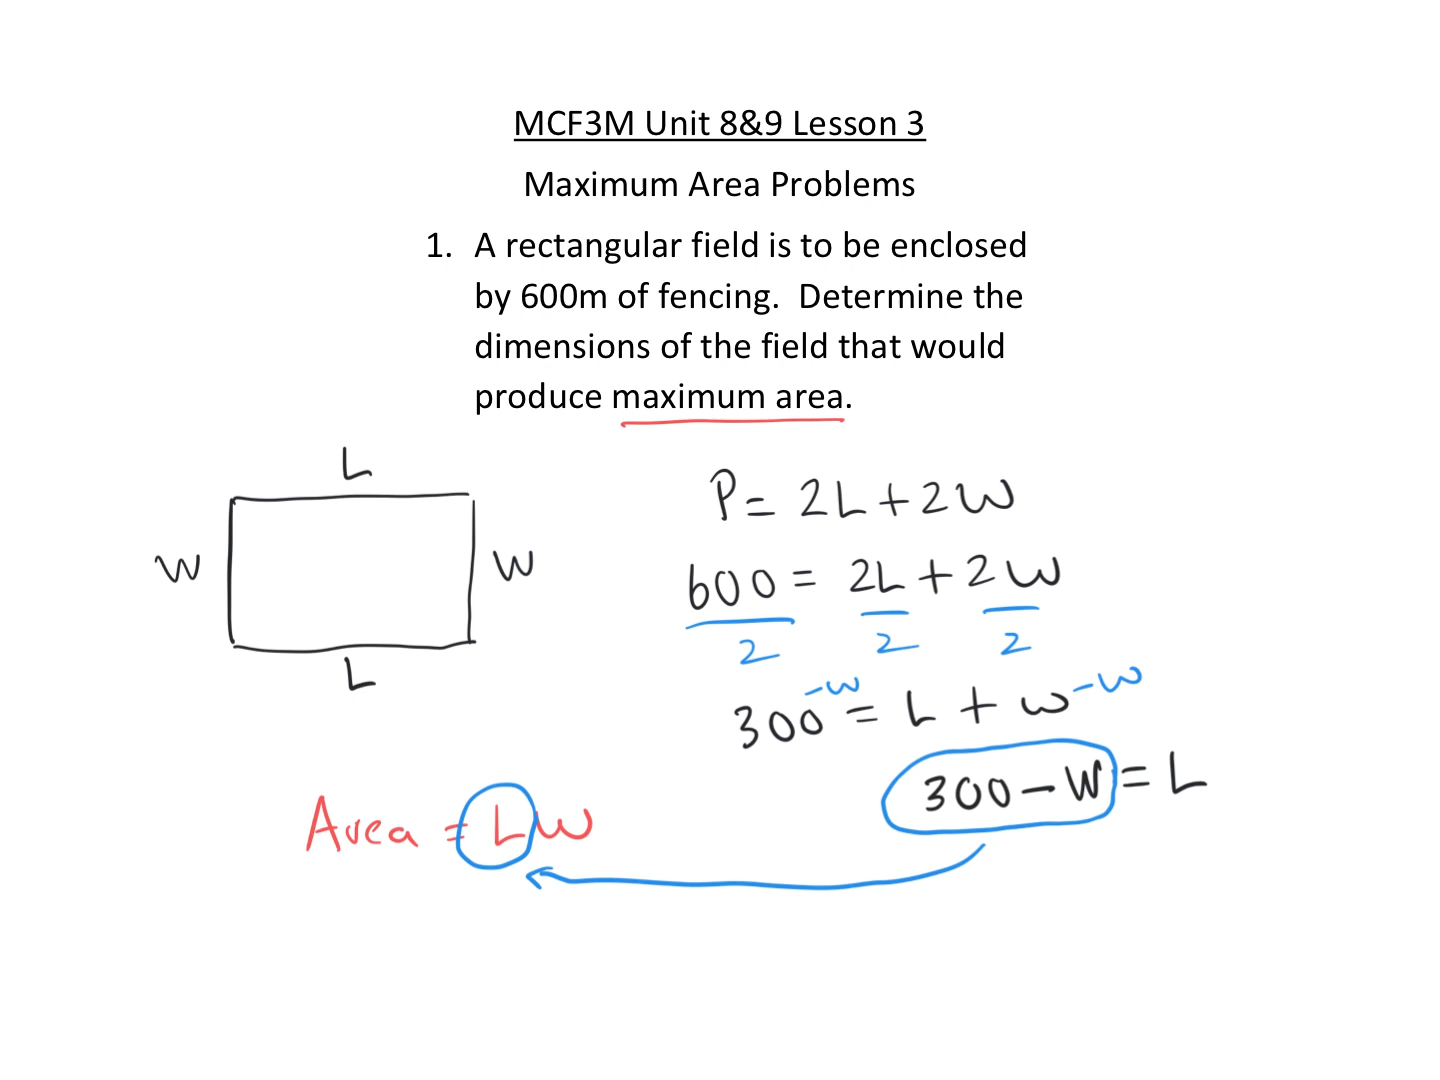 MCF3M Unit 8&9 Lesson 3
Maximum Area Problems
1. A rectangular field is to be enclosed
by 600m of fencing. Determine the
dimensions of the field that would
produce maximum area.
L
W
W
L
P = 2L + 2W
600 = 2L + 2W
2 2 2
300 -W = L + W -W
300 - W = L
Area = LW